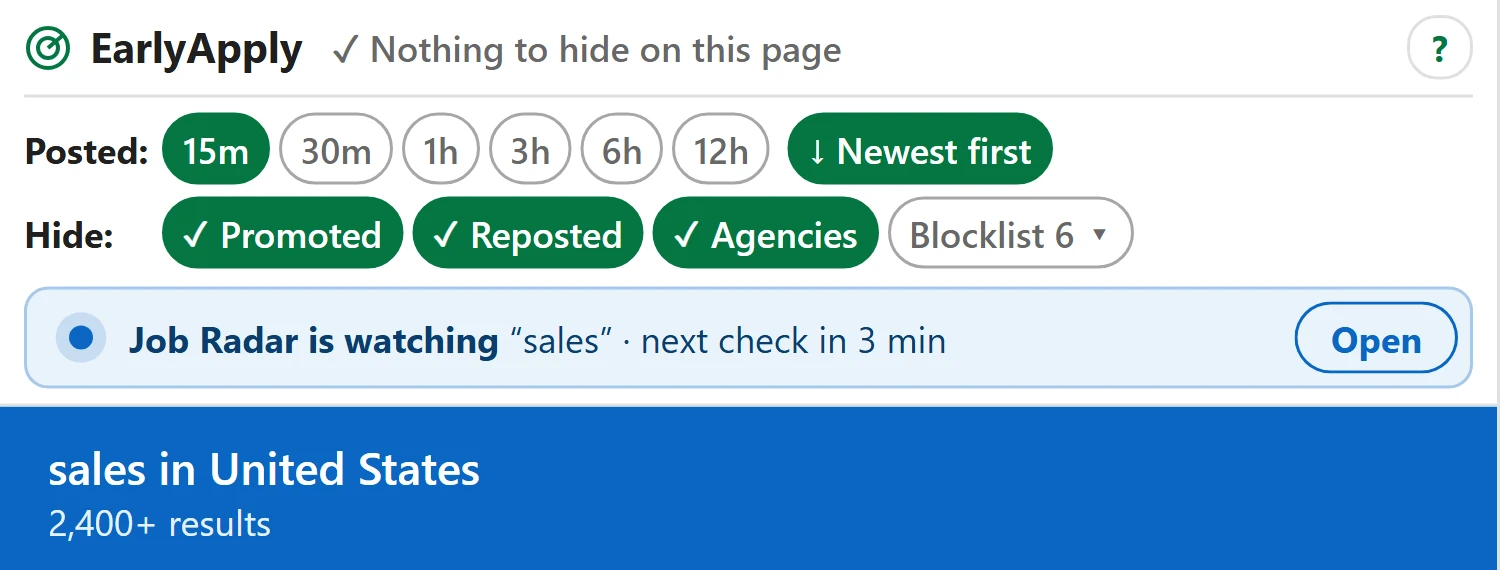 EarlyApply ✓ Nothing to hide on this page ?
Posted: 15m 30m 1h 3h 6h 12h ↓ Newest first
Hide: ✓ Promoted ✓ Reposted ✓ Agencies Blocklist 6 ▼
Job Radar is watching “sales” · next check in 3 min Open
sales in United States
2,400+ results